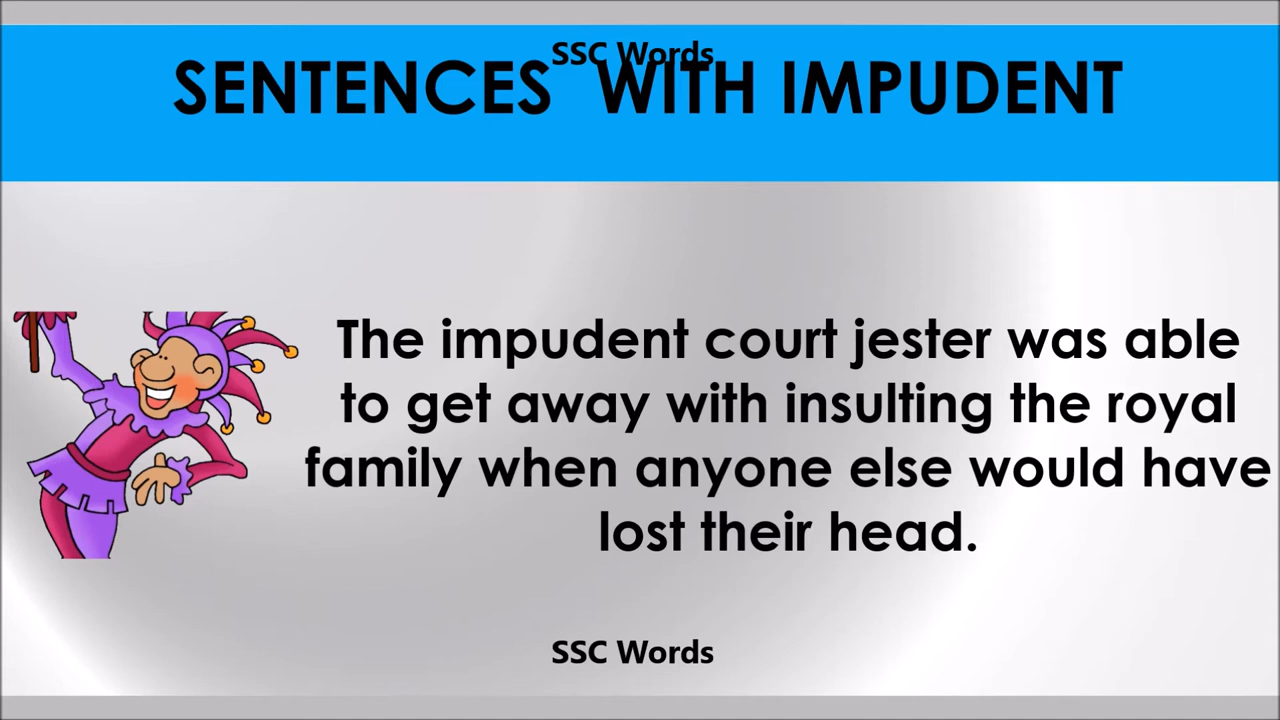 SSC Words
SENTENCES WITH IMPUDENT
The impudent court jester was able
to get away with insulting the royal
family when anyone else would have
lost their head.
SSC Words